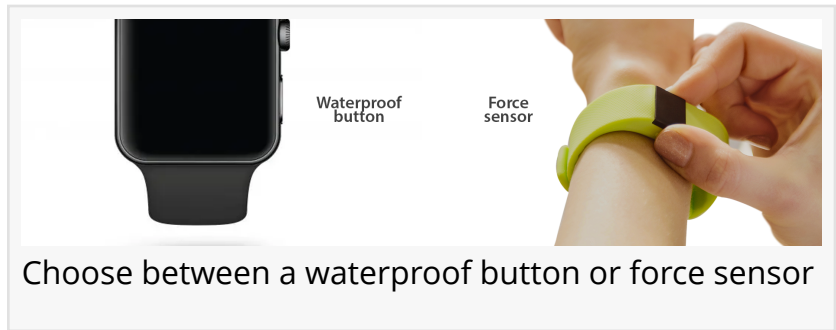 Waterproof
button
Force
sensor
Choose between a waterproof button or force sensor